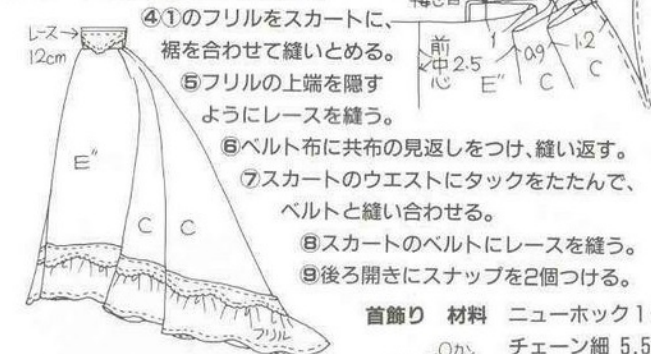 ④①のフリルをスカートに、
裾を合わせて縫いとめる。
⑤フリルの上端を隠す
ようにレースを縫う。
⑥ベルト布に共布の見返しをつけ、縫い返す。
⑦スカートのウエストにタックをたたんで、
ベルトと縫い合わせる。
⑧スカートのベルトにレースを縫う。
⑨後ろ開きにスナップを2個つける。
首飾り 材料 ニューホック1
チェーン細 5.5
レース→
12cm
E"
C C
フリル
前中心
2.5
1
0.9
1.2
E" C C